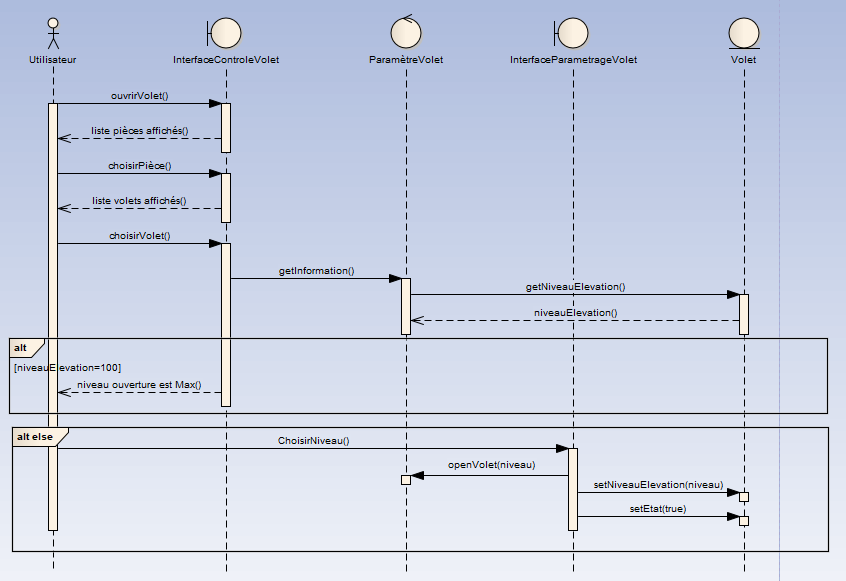 Utilisateur
InterfaceControleVolet
ParamètreVolet
InterfaceParametrageVolet
Volet
ouvrirVolet()
liste pièces affichés()
choisirPièce()
liste volets affichés()
choisirVolet()
getInformation()
getNiveauElevation()
niveauElevation()
alt
[niveauElevation=100]
niveau ouverture est Max()
alt else
ChoisirNiveau()
openVolet(niveau)
setNiveauElevation(niveau)
setEtat(true)